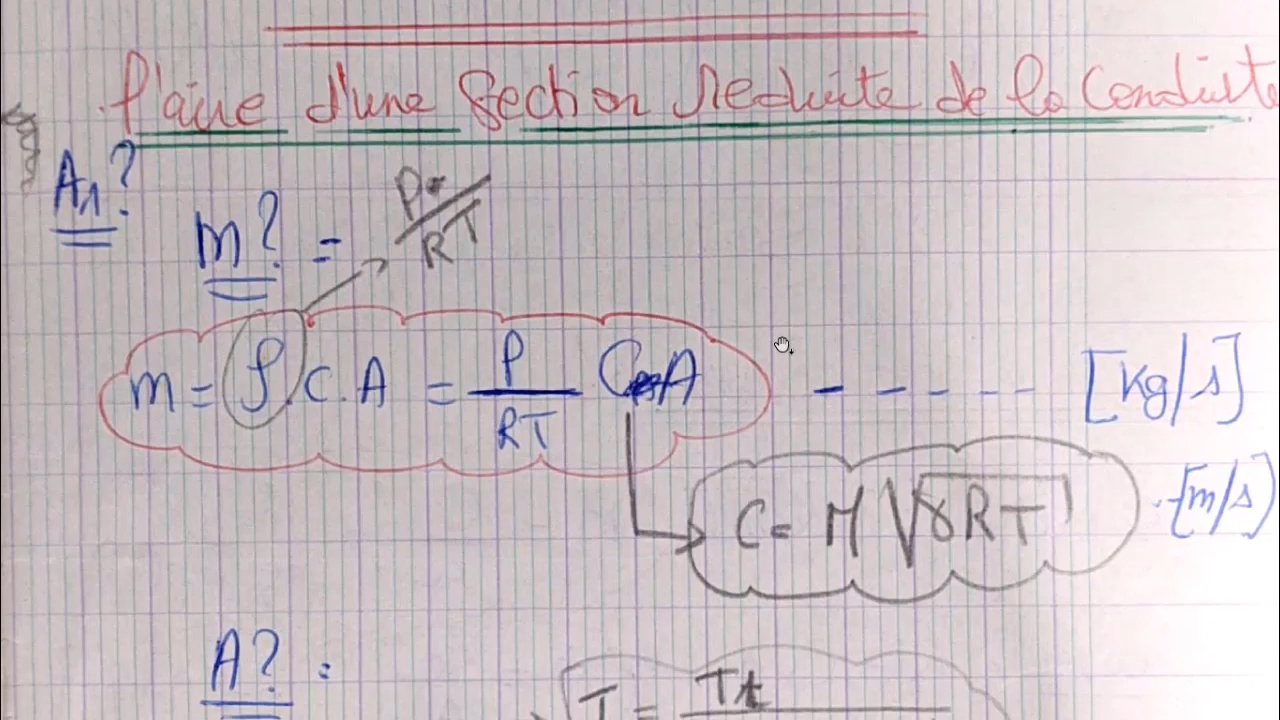 l'aire d'une Section réduite de la Conduite
A₁?
m? = P/RT
m = ρ.C.A = P/RT C A - - - - - [Kg/s]
C = M √γRT [m/s]
A? :
T = Tt